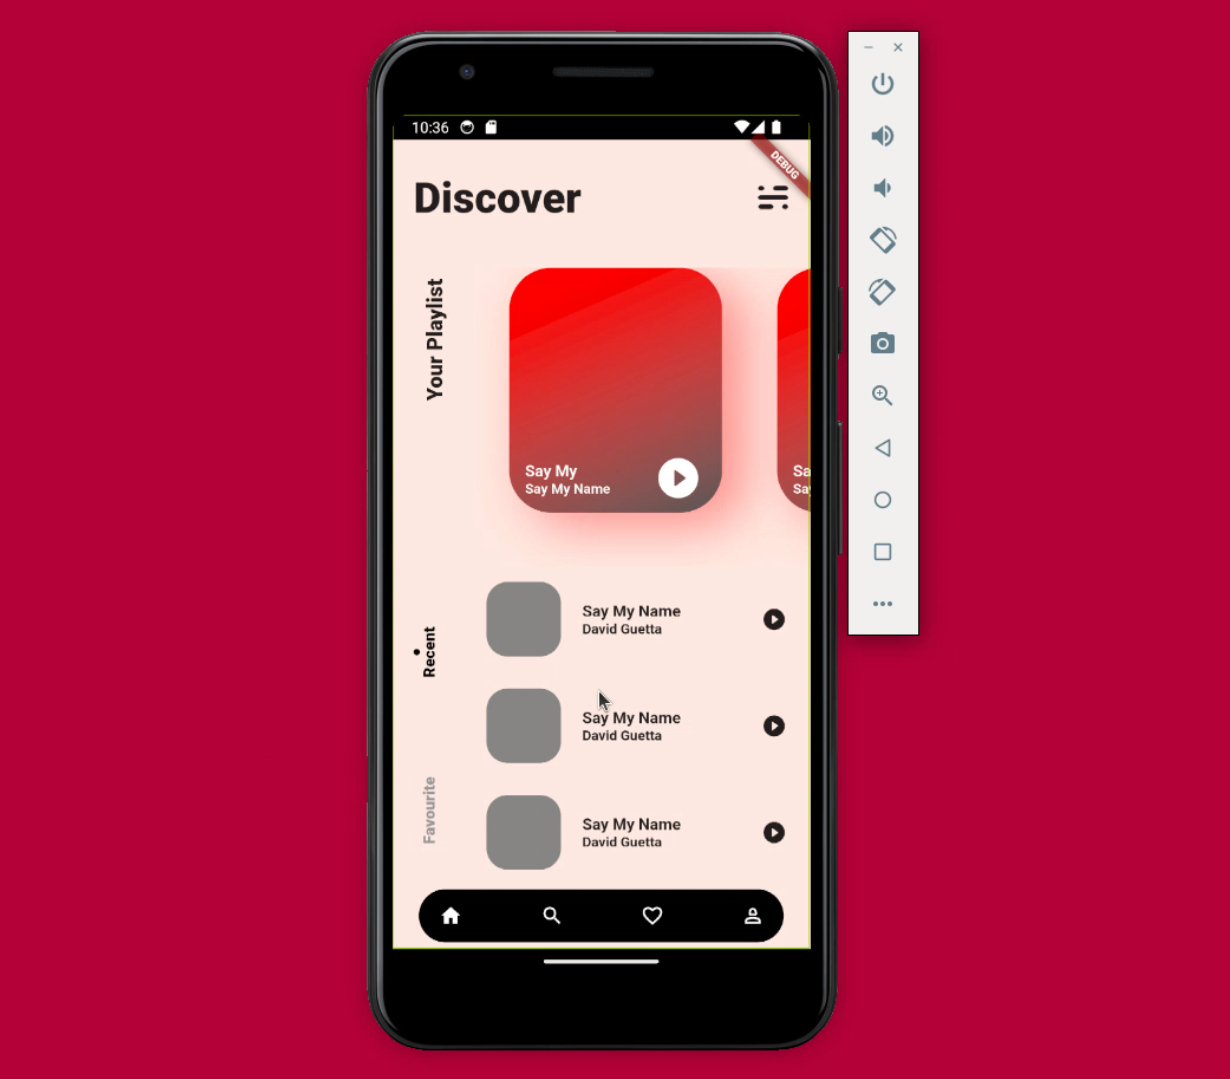 10:36
DEBUG
Discover
Your Playlist
Say My
Say My Name
Sa
Sa
Recent
Say My Name
David Guetta
Say My Name
David Guetta
Favourite
Say My Name
David Guetta